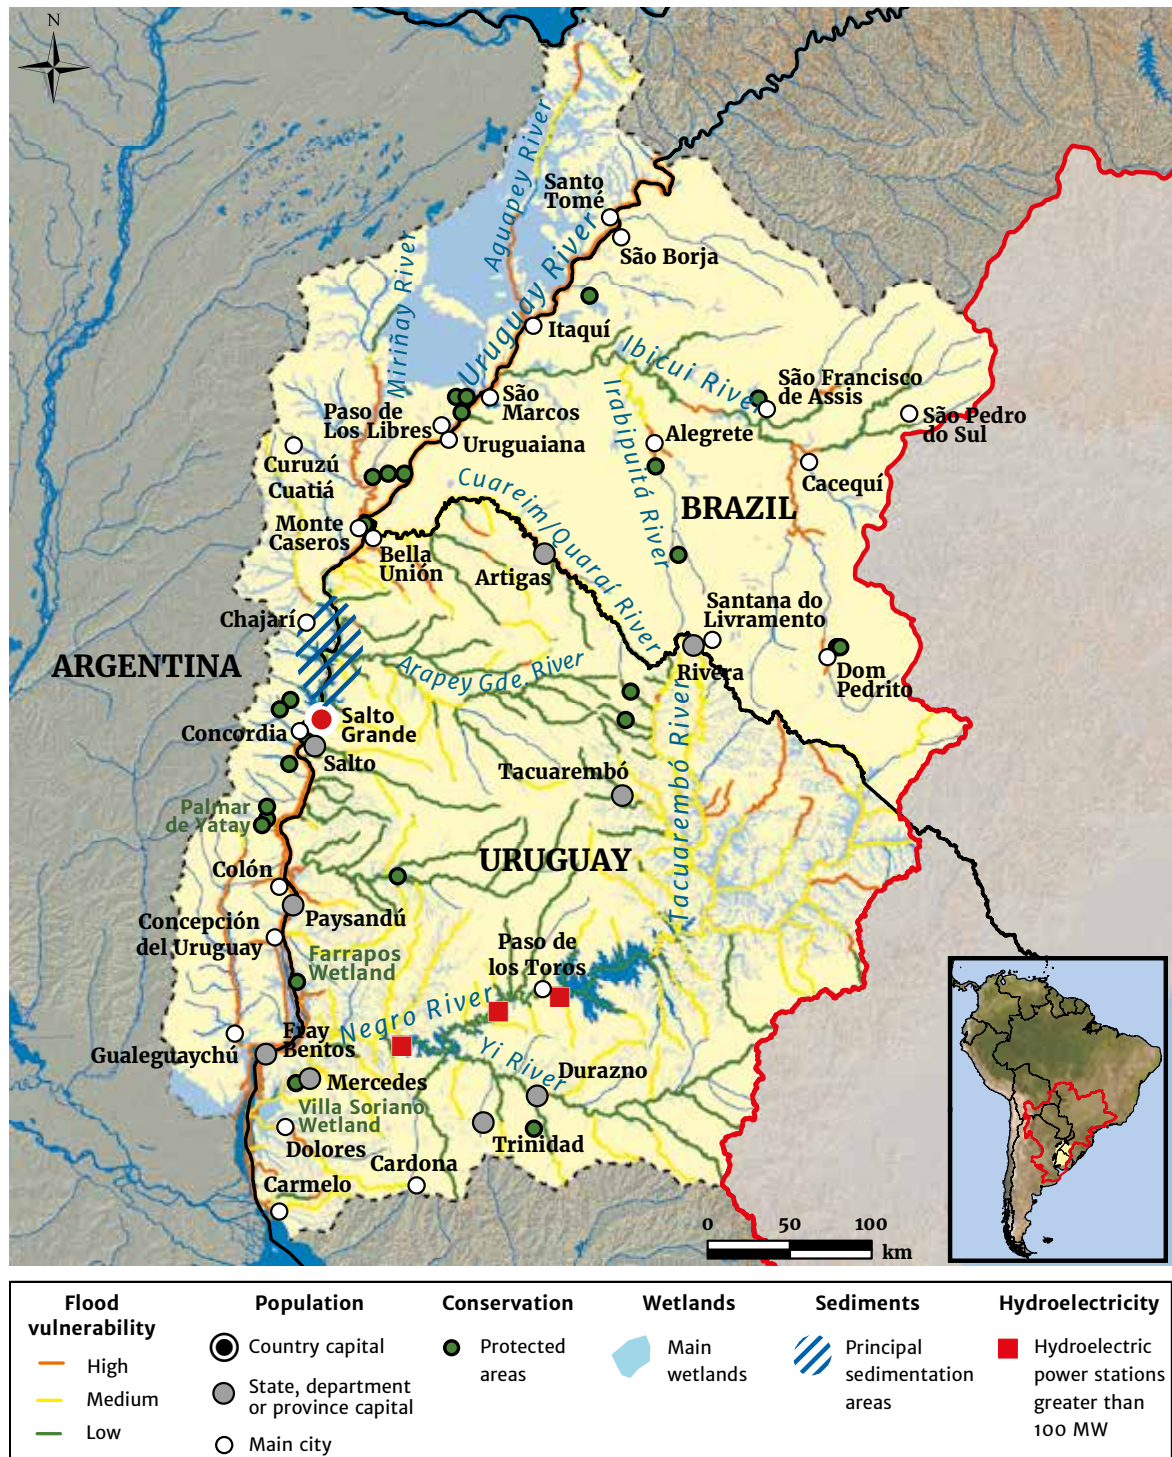 N
Aguapey River
Santo
Tomé
São Borja
Miriñay River
Uruguay River
Itaquí
Ibicui River
São Francisco
de Assis
São
Marcos
Irabipuitá River
Paso de
Los Libres
Uruguaiana
Alegrete
São Pedro
do Sul
Curuzú
Cuatiá
Cacequí
Cuareim/Quaraí River
BRAZIL
Monte
Caseros
Bella
Unión
Artigas
Chajarí
Santana do
Livramento
ARGENTINA
Arapey Gde. River
Rivera
Dom
Pedrito
Salto
Grande
Concordia
Salto
Tacuarembó River
Tacuarembó
Palmar
de Yatay
URUGUAY
Colón
Paysandú
Concepción
del Uruguay
Farrapos
Wetland
Paso de
los Toros
Negro River
Gualeguaychú
Fray
Bentos
Yi River
Mercedes
Durazno
Villa Soriano
Wetland
Dolores
Trinidad
Cardona
Carmelo
0 50 100
km
Flood
vulnerability
High
Medium
Low
Population
Country capital
State, department
or province capital
Main city
Conservation
Protected
areas
Wetlands
Main
wetlands
Sediments
Principal
sedimentation
areas
Hydroelectricity
Hydroelectric
power stations
greater than
100 MW